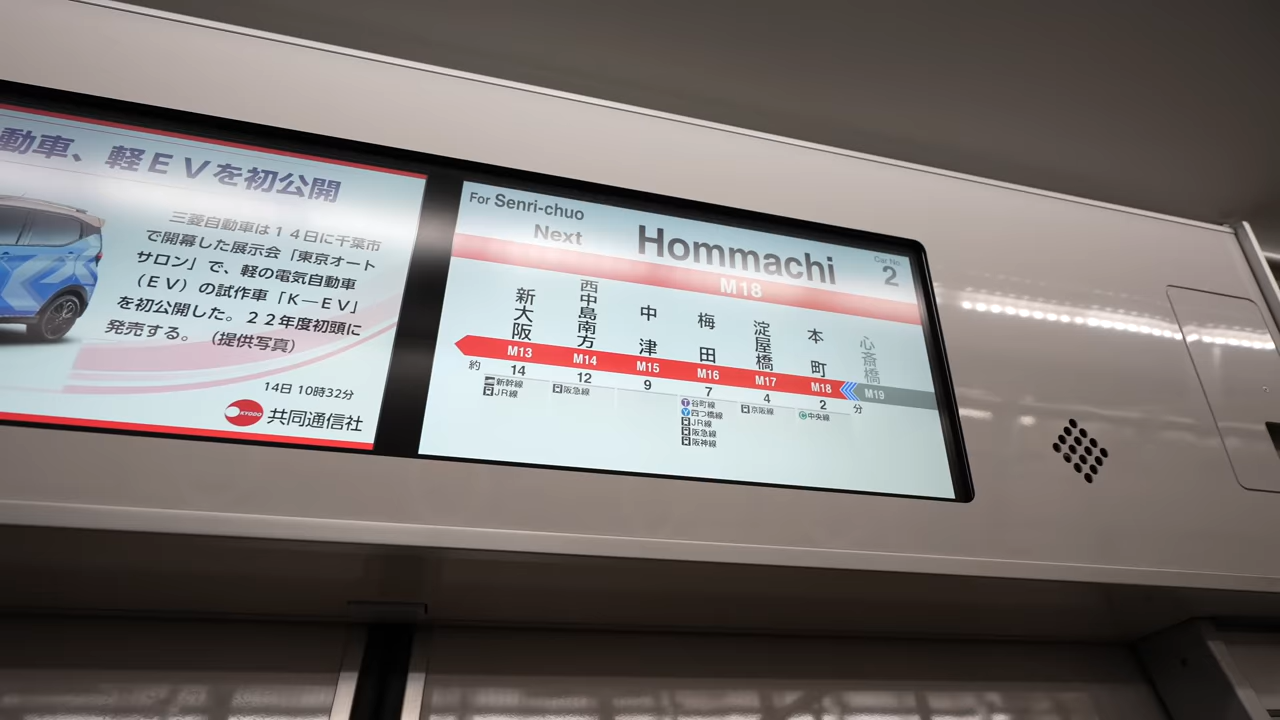 動車、軽ＥＶを初公開
三菱自動車は１４日に千葉市
で開幕した展示会「東京オート
サロン」で、軽の電気自動車
（ＥＶ）の試作車「Ｋ―ＥＶ」
を初公開した。２２年度初頭に
発売する。（提供写真）
14日 10時32分
KYODO 共同通信社
For Senri-chuo
Next Hommachi
Car No.
2
M18
新大阪 西中島南方 中津 梅田 淀屋橋 本町 心斎橋
M13 M14 M15 M16 M17 M18 M19
約 14 12 9 7 4 2 分
新幹線
JR線
阪急線
T谷町線
Y四つ橋線
JR線
阪急線
阪神線
京阪線
C中央線